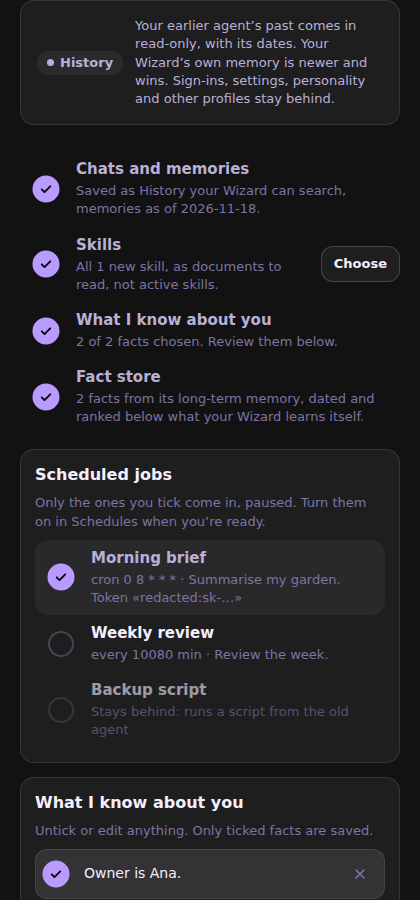 Your earlier agent’s past comes in
read-only, with its dates. Your
History
Wizard’s own memory is newer and
wins. Sign-ins, settings, personality
and other profiles stay behind.
Chats and memories
Saved as History your Wizard can search,
memories as of 2026-11-18.
Skills
All 1 new skill, as documents to
read, not active skills.
Choose
What I know about you
2 of 2 facts chosen. Review them below.
Fact store
2 facts from its long-term memory, dated and
ranked below what your Wizard learns itself.
Scheduled jobs
Only the ones you tick come in, paused. Turn them
on in Schedules when you’re ready.
Morning brief
cron 0 8 * * * · Summarise my garden.
Token «redacted:sk-…»
Weekly review
every 10080 min · Review the week.
Backup script
Stays behind: runs a script from the old
agent
What I know about you
Untick or edit anything. Only ticked facts are saved.
Owner is Ana.